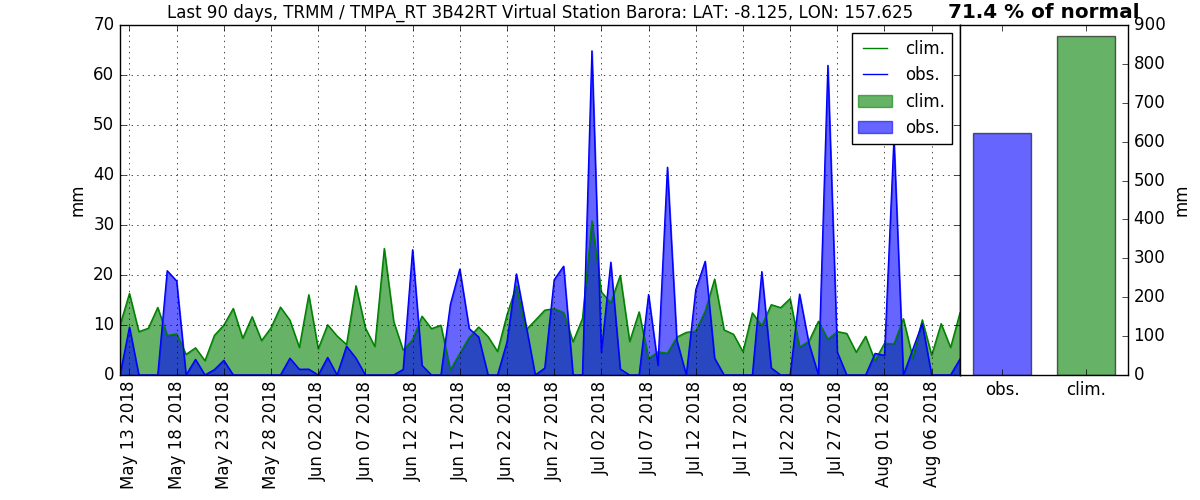 Last 90 days, TRMM / TMPA_RT 3B42RT Virtual Station Barora: LAT: -8.125, LON: 157.625
71.4 % of normal
70
60
50
40
30
20
10
0
mm
clim.
obs.
clim.
obs.
May 13 2018
May 18 2018
May 23 2018
May 28 2018
Jun 02 2018
Jun 07 2018
Jun 12 2018
Jun 17 2018
Jun 22 2018
Jun 27 2018
Jul 02 2018
Jul 07 2018
Jul 12 2018
Jul 17 2018
Jul 22 2018
Jul 27 2018
Aug 01 2018
Aug 06 2018
900
800
700
600
500
400
300
200
100
0
mm
obs.
clim.